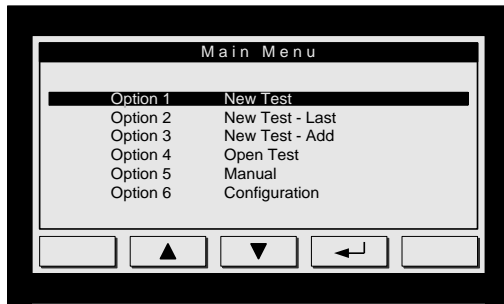 Main Menu
Option 1 New Test
Option 2 New Test - Last
Option 3 New Test - Add
Option 4 Open Test
Option 5 Manual
Option 6 Configuration